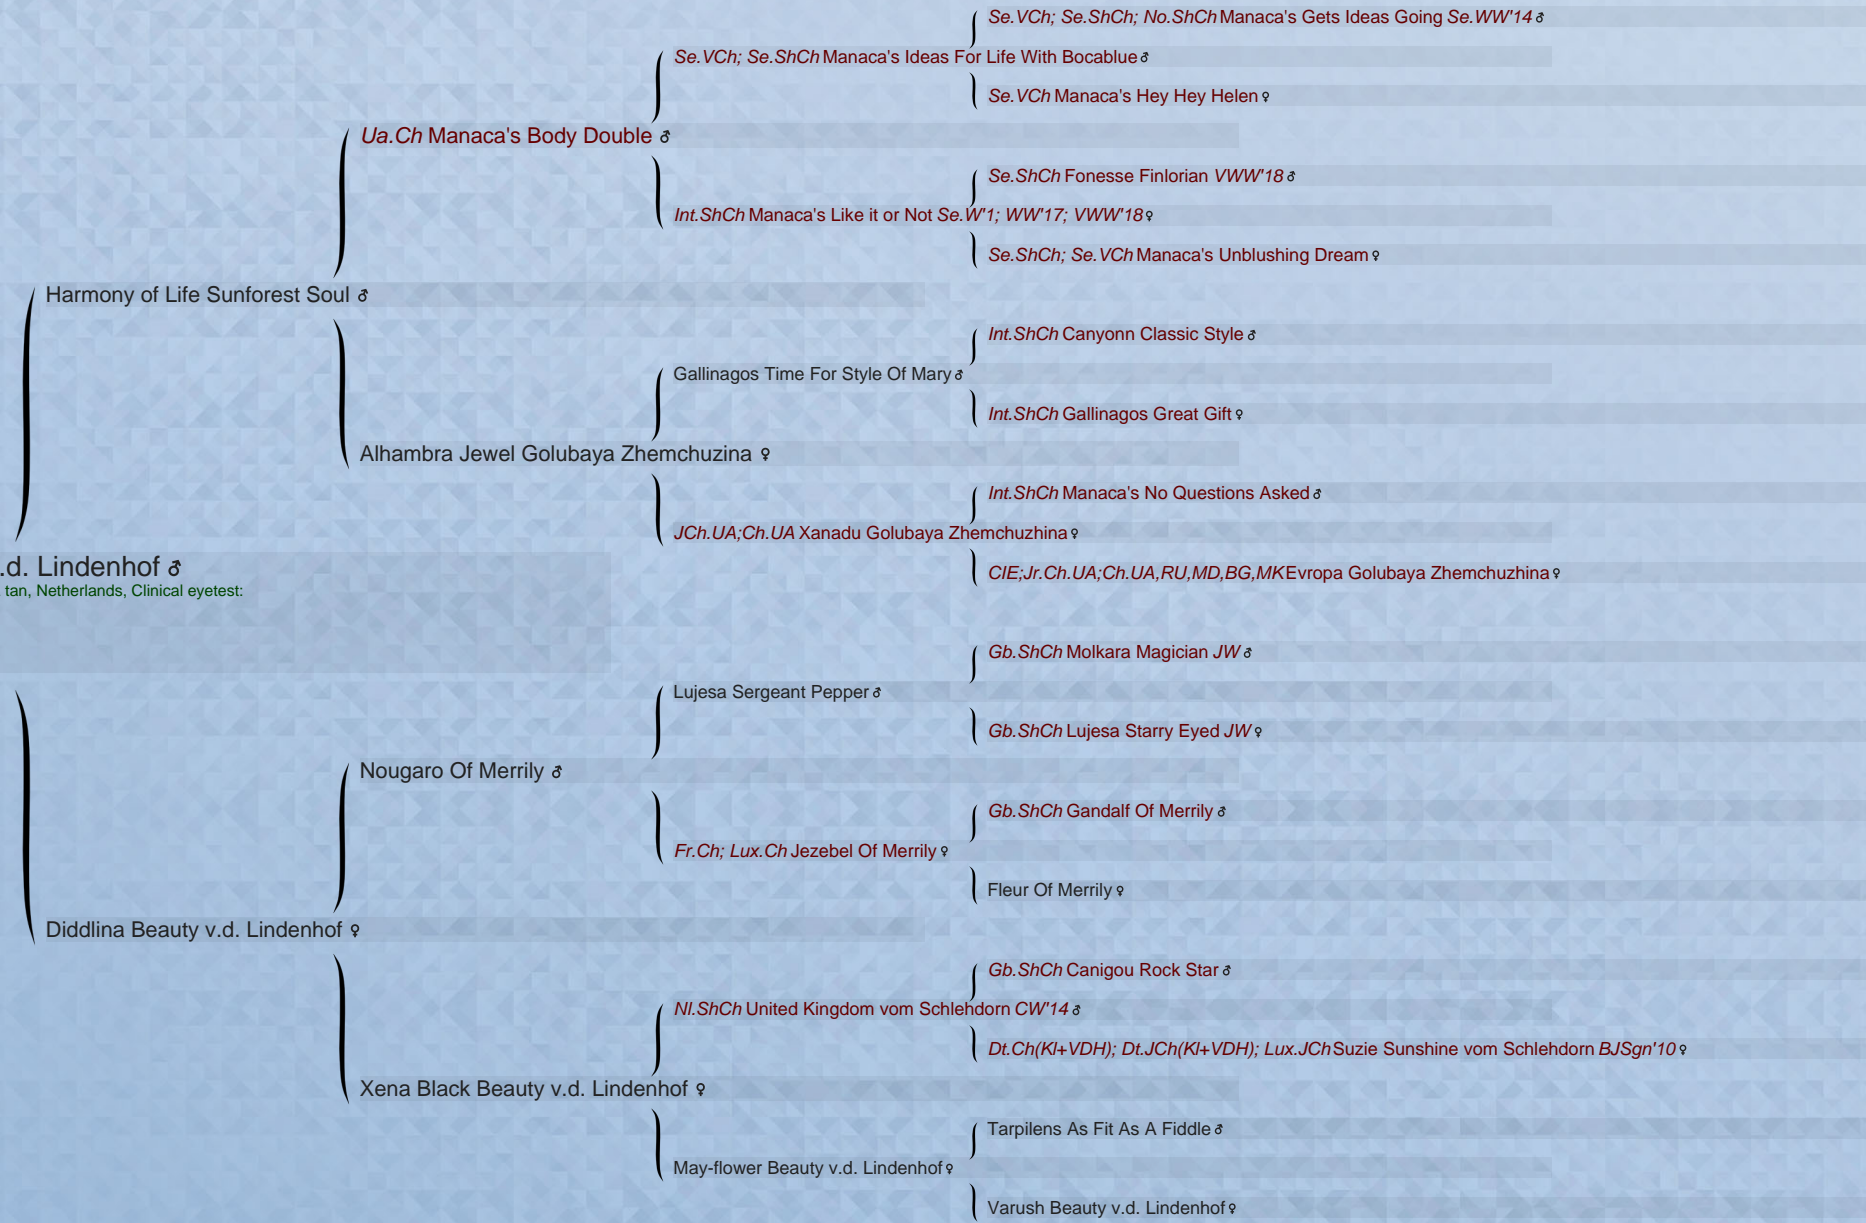 Se.VCh; Se.ShCh; No.ShCh Manaca's Gets Ideas Going Se.WW'14 ♂
Se.VCh; Se.ShCh Manaca's Ideas For Life With Bocablue ♂
Se.VCh Manaca's Hey Hey Helen ♀
Ua.Ch Manaca's Body Double ♂
Se.ShCh Fonesse Finlorian VWW'18 ♂
Int.ShCh Manaca's Like it or Not Se.W'1; WW'17; VWW'18 ♀
Se.ShCh; Se.VCh Manaca's Unblushing Dream ♀
Harmony of Life Sunforest Soul ♂
Int.ShCh Canyonn Classic Style ♂
Gallinagos Time For Style Of Mary ♂
Int.ShCh Gallinagos Great Gift ♀
Alhambra Jewel Golubaya Zhemchuzina ♀
Int.ShCh Manaca's No Questions Asked ♂
JCh.UA;Ch.UA Xanadu Golubaya Zhemchuzhina ♀
CIE;Jr.Ch.UA;Ch.UA,RU,MD,BG,MK Evropa Golubaya Zhemchuzhina ♀
.d. Lindenhof ♂
tan, Netherlands, Clinical eyetest:
Gb.ShCh Molkara Magician JW ♂
Lujesa Sergeant Pepper ♂
Gb.ShCh Lujesa Starry Eyed JW ♀
Nougaro Of Merrily ♂
Gb.ShCh Gandalf Of Merrily ♂
Fr.Ch; Lux.Ch Jezebel Of Merrily ♀
Fleur Of Merrily ♀
Diddlina Beauty v.d. Lindenhof ♀
Gb.ShCh Canigou Rock Star ♂
Nl.ShCh United Kingdom vom Schlehdorn CW'14 ♂
Dt.Ch(Kl+VDH); Dt.JCh(Kl+VDH); Lux.JCh Suzie Sunshine vom Schlehdorn BJSgn'10 ♀
Xena Black Beauty v.d. Lindenhof ♀
Tarpilens As Fit As A Fiddle ♂
May-flower Beauty v.d. Lindenhof ♀
Varush Beauty v.d. Lindenhof ♀